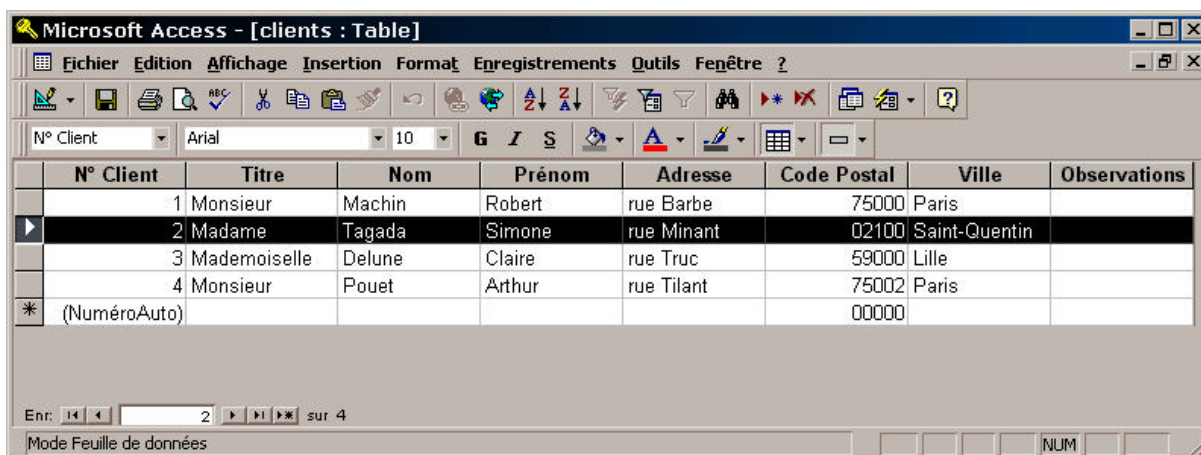 Microsoft Access - [clients : Table]
Fichier Edition Affichage Insertion Format Enregistrements Outils Fenêtre ?
N° Client Arial 10 G I S A
N° Client Titre Nom Prénom Adresse Code Postal Ville Observations
1 Monsieur Machin Robert rue Barbe 75000 Paris
2 Madame Tagada Simone rue Minant 02100 Saint-Quentin
3 Mademoiselle Delune Claire rue Truc 59000 Lille
4 Monsieur Pouet Arthur rue Tilant 75002 Paris
(NuméroAuto) 00000
Enr: 2 sur 4
Mode Feuille de données NUM